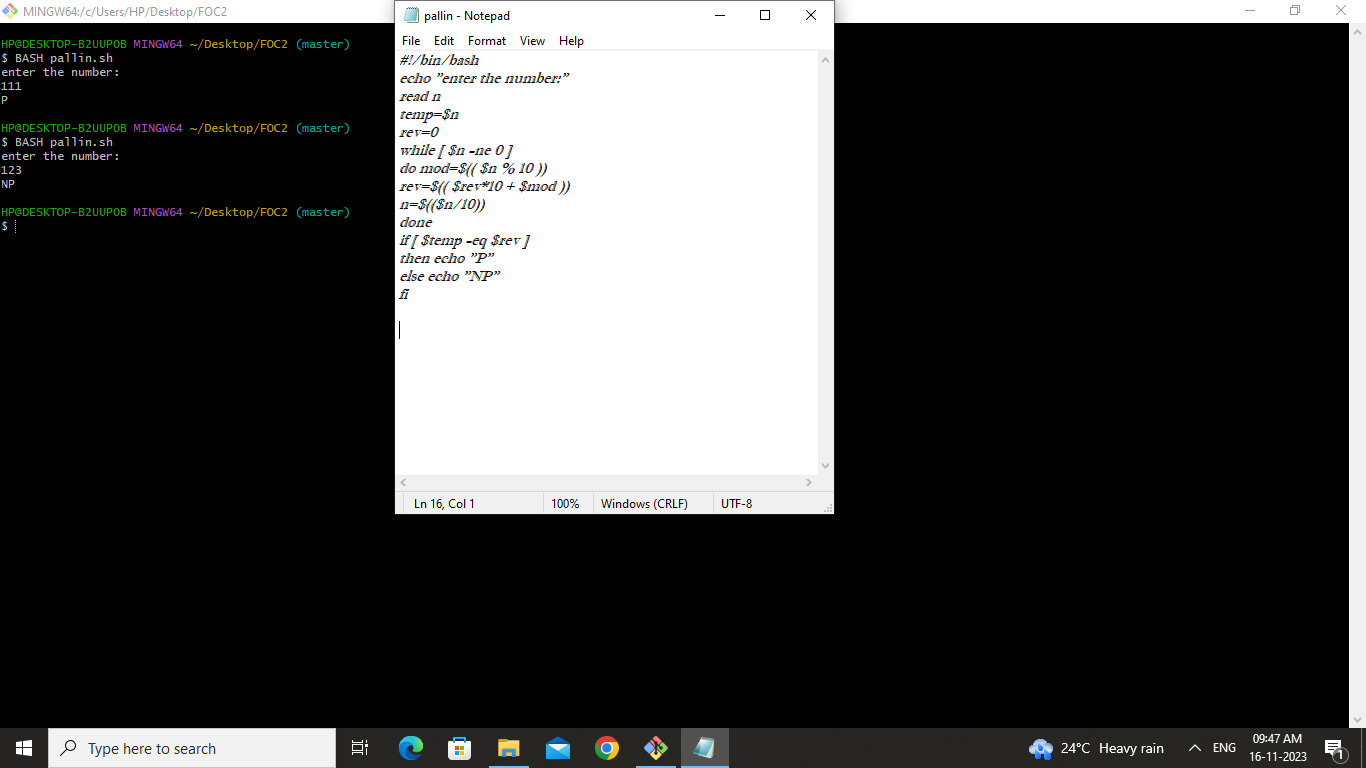 MINGW64:/c/Users/HP/Desktop/FOC2
HP@DESKTOP-B2UUPOB MINGW64 ~/Desktop/FOC2 (master)
$ BASH pallin.sh
enter the number:
111
P
HP@DESKTOP-B2UUPOB MINGW64 ~/Desktop/FOC2 (master)
$ BASH pallin.sh
enter the number:
123
NP
HP@DESKTOP-B2UUPOB MINGW64 ~/Desktop/FOC2 (master)
$
pallin - Notepad
File Edit Format View Help
#!/bin/bash
echo "enter the number:"
read n
temp=$n
rev=0
while [ $n -ne 0 ]
do mod=$(( $n % 10 ))
rev=$(( $rev*10 + $mod ))
n=$(($n/10))
done
if [ $temp -eq $rev ]
then echo "P"
else echo "NP"
fi
Ln 16, Col 1 100% Windows (CRLF) UTF-8
Type here to search
24°C Heavy rain ENG 09:47 AM
16-11-2023
1